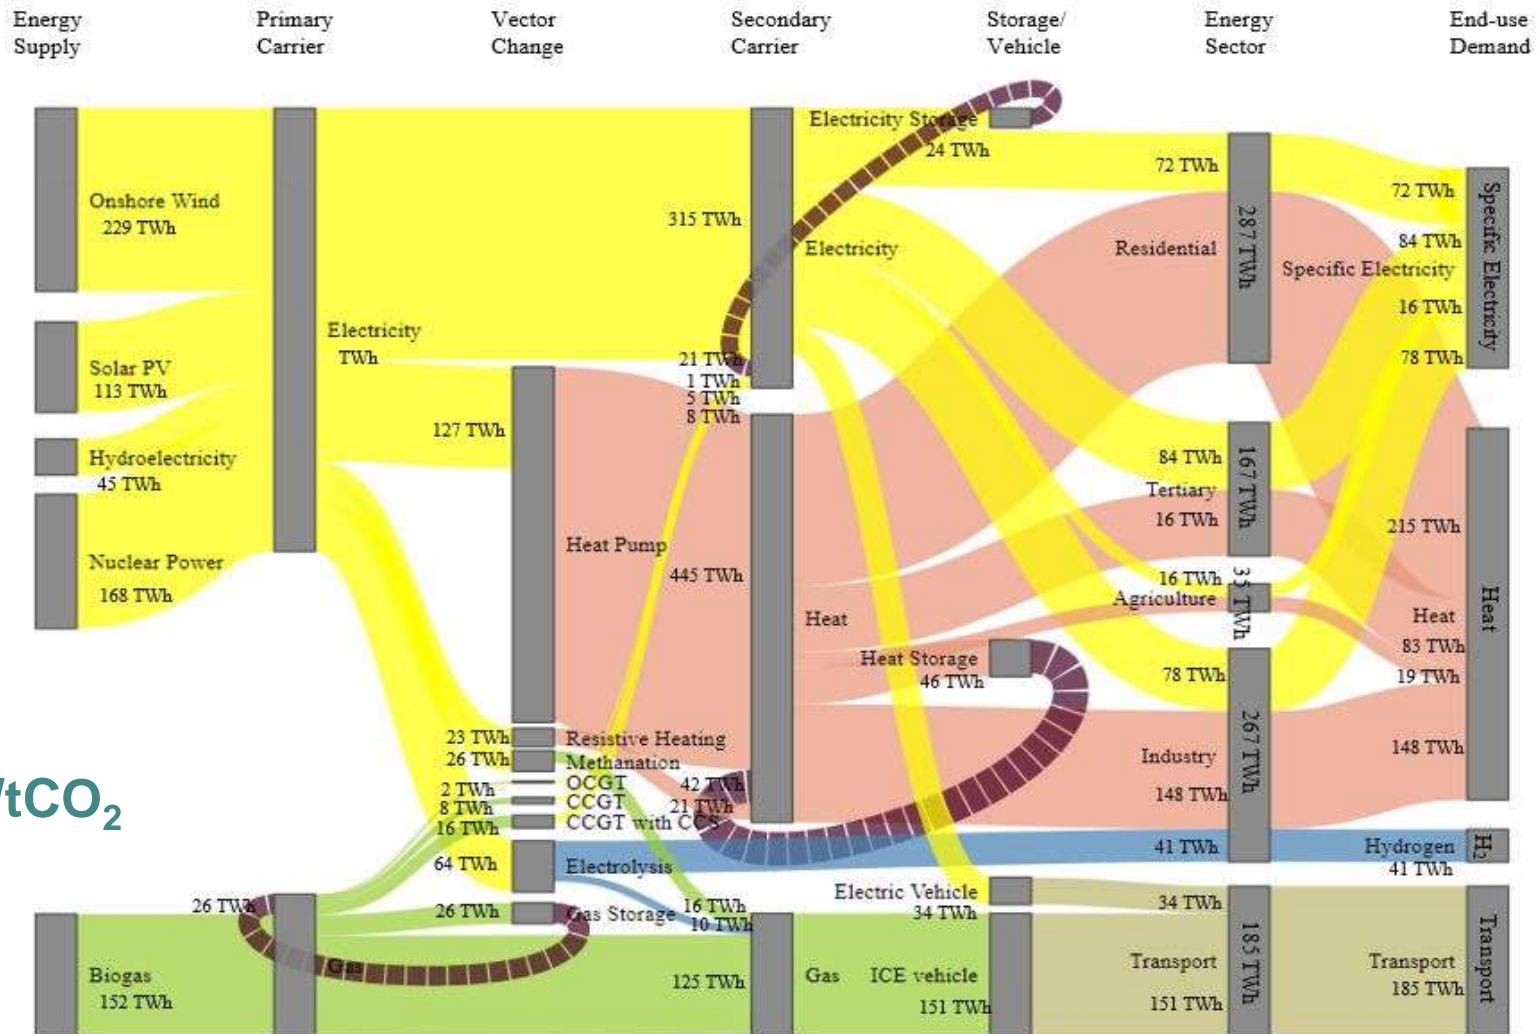 Energy
Supply
Primary
Carrier
Vector
Change
Secondary
Carrier
Storage/
Vehicle
Energy
Sector
End-use
Demand
Onshore Wind
229 TWh
Solar PV
113 TWh
Hydroelectricity
45 TWh
Nuclear Power
168 TWh
/tCO₂
Biogas
152 TWh
Electricity
TWh
26 TWh
Gas
127 TWh
Heat Pump
23 TWh
Resistive Heating
26 TWh
Methanation
2 TWh
OCGT
8 TWh
CCGT
16 TWh
CCGT with CCS
64 TWh
Electrolysis
26 TWh
Gas Storage
315 TWh
Electricity
21 TWh
1 TWh
5 TWh
8 TWh
445 TWh
Heat
42 TWh
21 TWh
16 TWh
10 TWh
125 TWh
Gas
Electricity Storage
24 TWh
Heat Storage
46 TWh
Electric Vehicle
34 TWh
ICE vehicle
151 TWh
72 TWh
Residential
287 TWh
84 TWh
Tertiary
16 TWh
167 TWh
16 TWh
Agriculture
35 TWh
78 TWh
Industry
148 TWh
267 TWh
41 TWh
34 TWh
Transport
151 TWh
185 TWh
72 TWh
84 TWh
Specific Electricity
16 TWh
78 TWh
Specific Electricity
215 TWh
Heat
83 TWh
19 TWh
148 TWh
Heat
Hydrogen
41 TWh
H₂
Transport
185 TWh
Transport